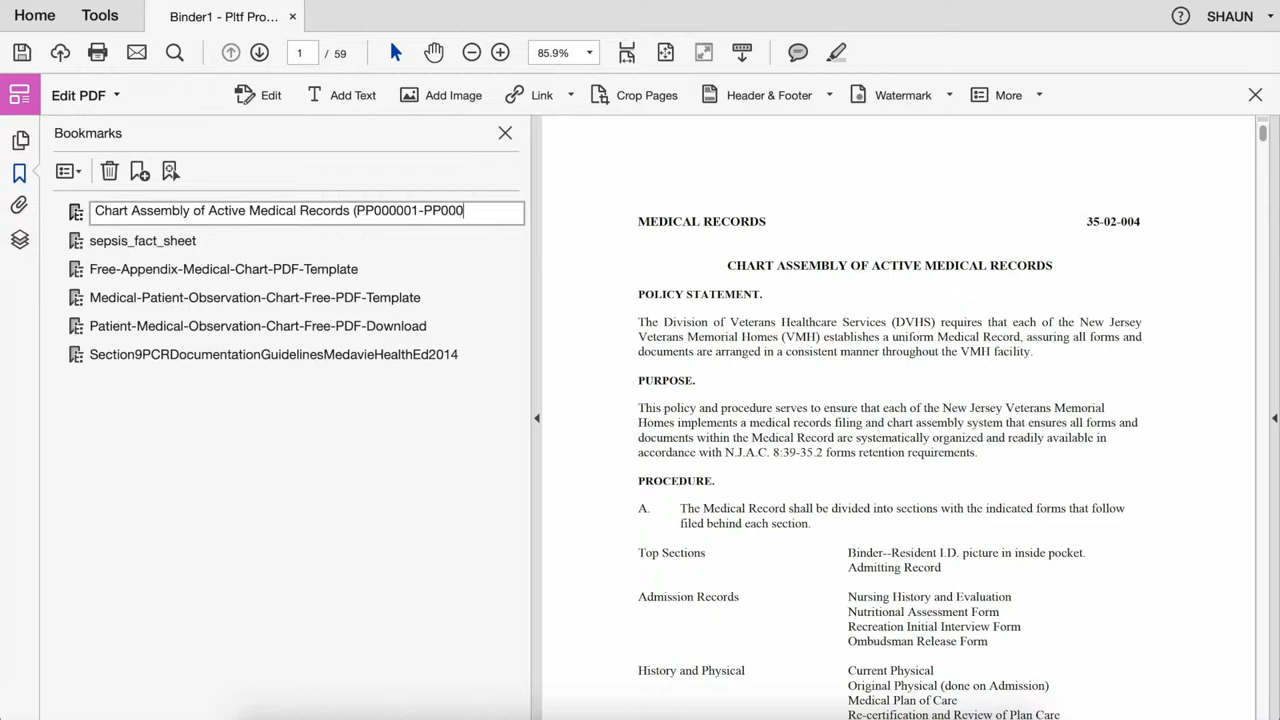 Home
Tools
Binder1 - Pltf Pro...
SHAUN
1
/ 59
85.9%
Edit PDF
Edit
Add Text
Add Image
Link
Crop Pages
Header & Footer
Watermark
More
Bookmarks
Chart Assembly of Active Medical Records (PP000001-PP000
sepsis_fact_sheet
Free-Appendix-Medical-Chart-PDF-Template
Medical-Patient-Observation-Chart-Free-PDF-Template
Patient-Medical-Observation-Chart-Free-PDF-Download
Section9PCRDocumentationGuidelinesMedavieHealthEd2014
MEDICAL RECORDS 35-02-004
CHART ASSEMBLY OF ACTIVE MEDICAL RECORDS
POLICY STATEMENT.
The Division of Veterans Healthcare Services (DVHS) requires that each of the New Jersey
Veterans Memorial Homes (VMH) establishes a uniform Medical Record, assuring all forms and
documents are arranged in a consistent manner throughout the VMH facility.
PURPOSE.
This policy and procedure serves to ensure that each of the New Jersey Veterans Memorial
Homes implements a medical records filing and chart assembly system that ensures all forms and
documents within the Medical Record are systematically organized and readily available in
accordance with N.J.A.C. 8:39-35.2 forms retention requirements.
PROCEDURE.
A. The Medical Record shall be divided into sections with the indicated forms that follow
filed behind each section.
Top Sections Binder--Resident I.D. picture in inside pocket.
Admitting Record
Admission Records Nursing History and Evaluation
Nutritional Assessment Form
Recreation Initial Interview Form
Ombudsman Release Form
History and Physical Current Physical
Original Physical (done on Admission)
Medical Plan of Care
Re-certification and Review of Plan Care